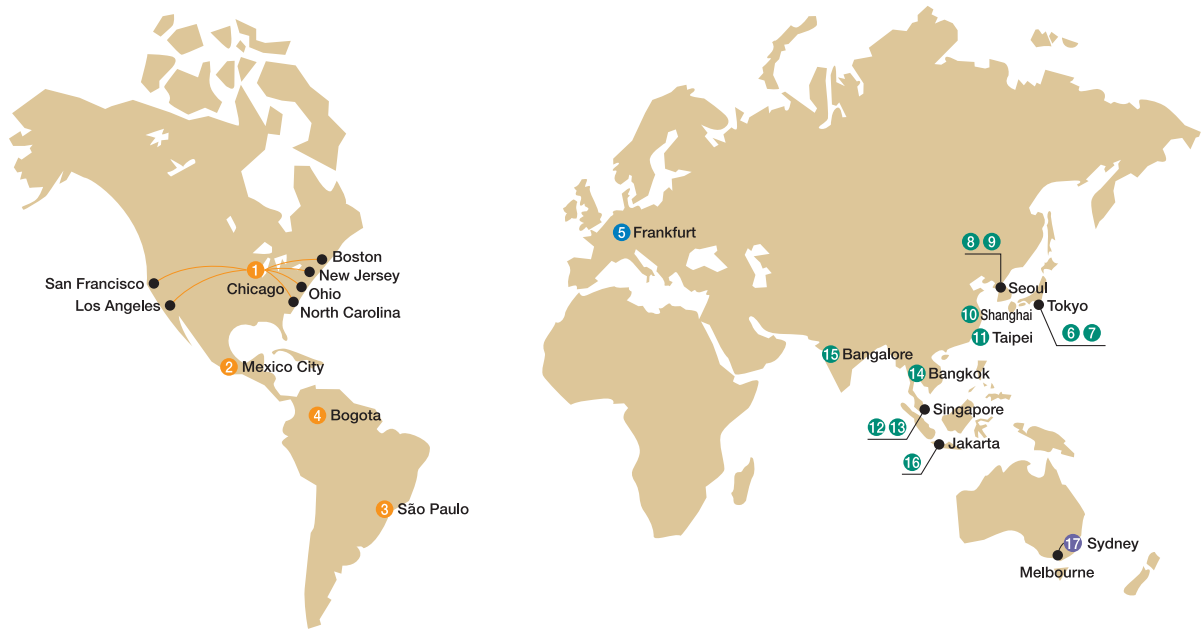 Boston
1
New Jersey
San Francisco
Chicago
Ohio
Los Angeles
North Carolina
2 Mexico City
4 Bogota
3 São Paulo
5 Frankfurt
8 9
Seoul
Tokyo
10 Shanghai
6 7
11 Taipei
15 Bangalore
14 Bangkok
Singapore
12 13
Jakarta
16
17 Sydney
Melbourne